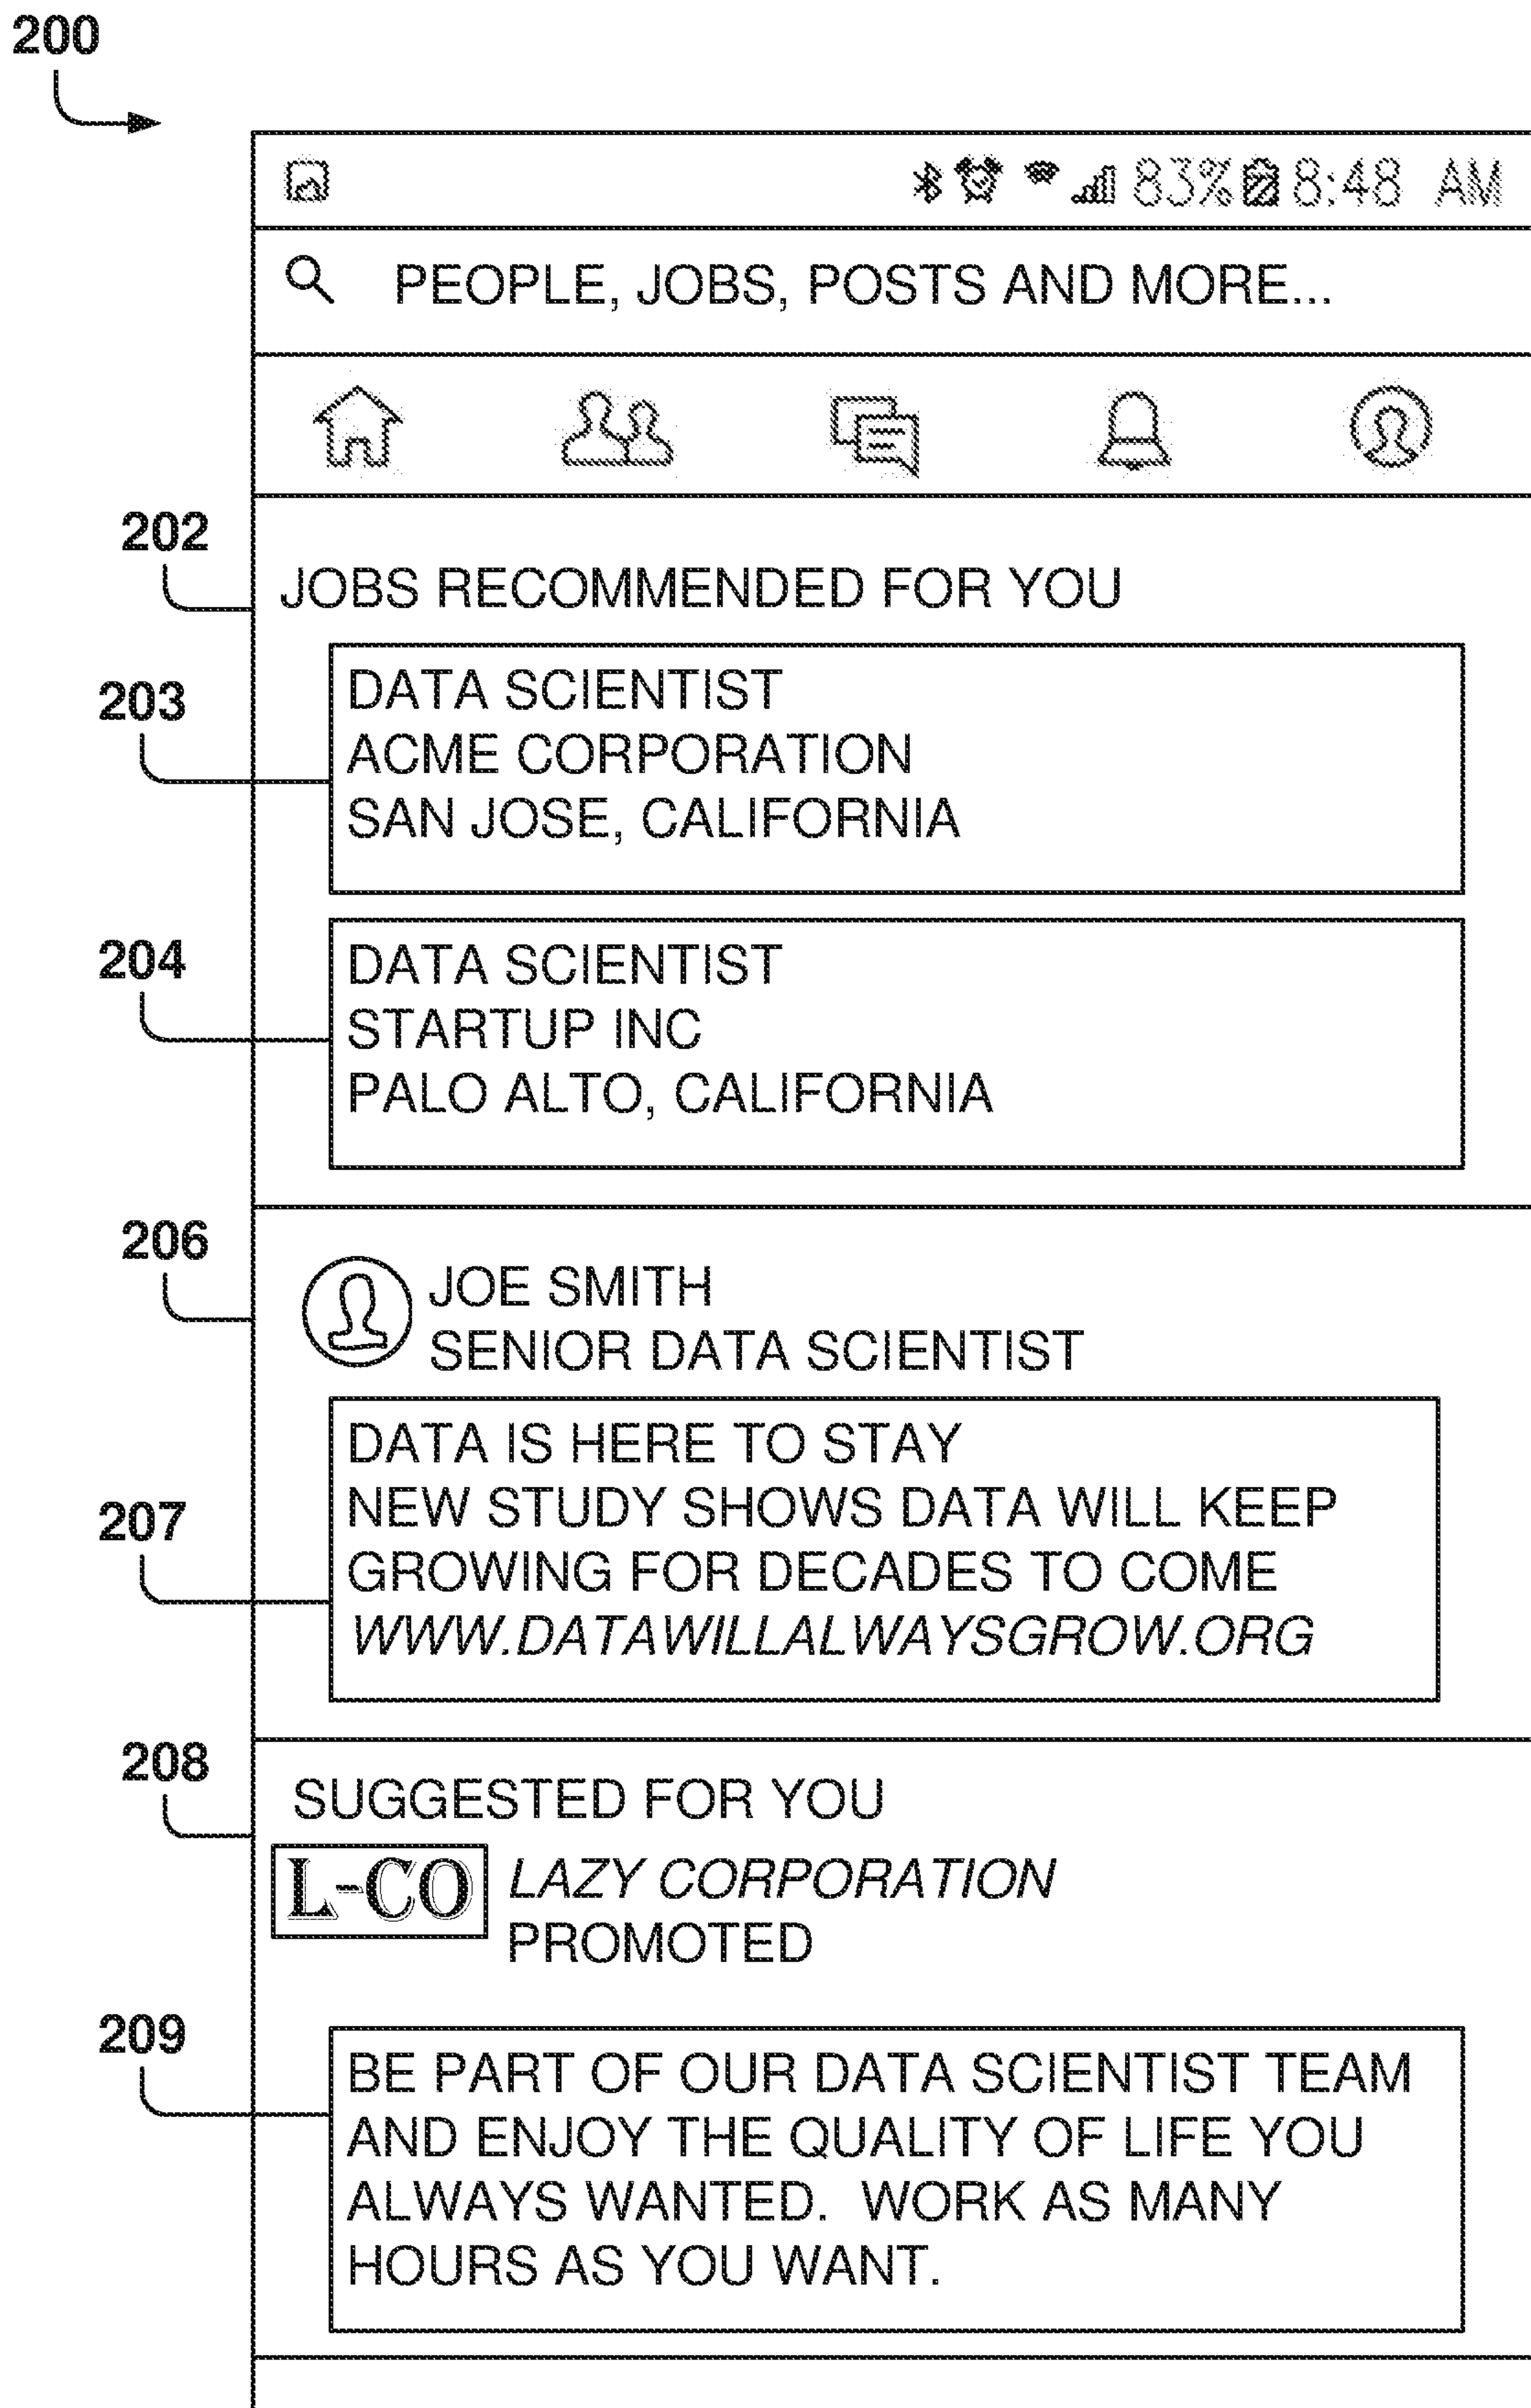 200
83% 8:48 AM
PEOPLE, JOBS, POSTS AND MORE...
202
JOBS RECOMMENDED FOR YOU
203
DATA SCIENTIST
ACME CORPORATION
SAN JOSE, CALIFORNIA
204
DATA SCIENTIST
STARTUP INC
PALO ALTO, CALIFORNIA
206
JOE SMITH
SENIOR DATA SCIENTIST
207
DATA IS HERE TO STAY
NEW STUDY SHOWS DATA WILL KEEP
GROWING FOR DECADES TO COME
WWW.DATAWILLALWAYSGROW.ORG
208
SUGGESTED FOR YOU
L-CO
LAZY CORPORATION
PROMOTED
209
BE PART OF OUR DATA SCIENTIST TEAM
AND ENJOY THE QUALITY OF LIFE YOU
ALWAYS WANTED. WORK AS MANY
HOURS AS YOU WANT.